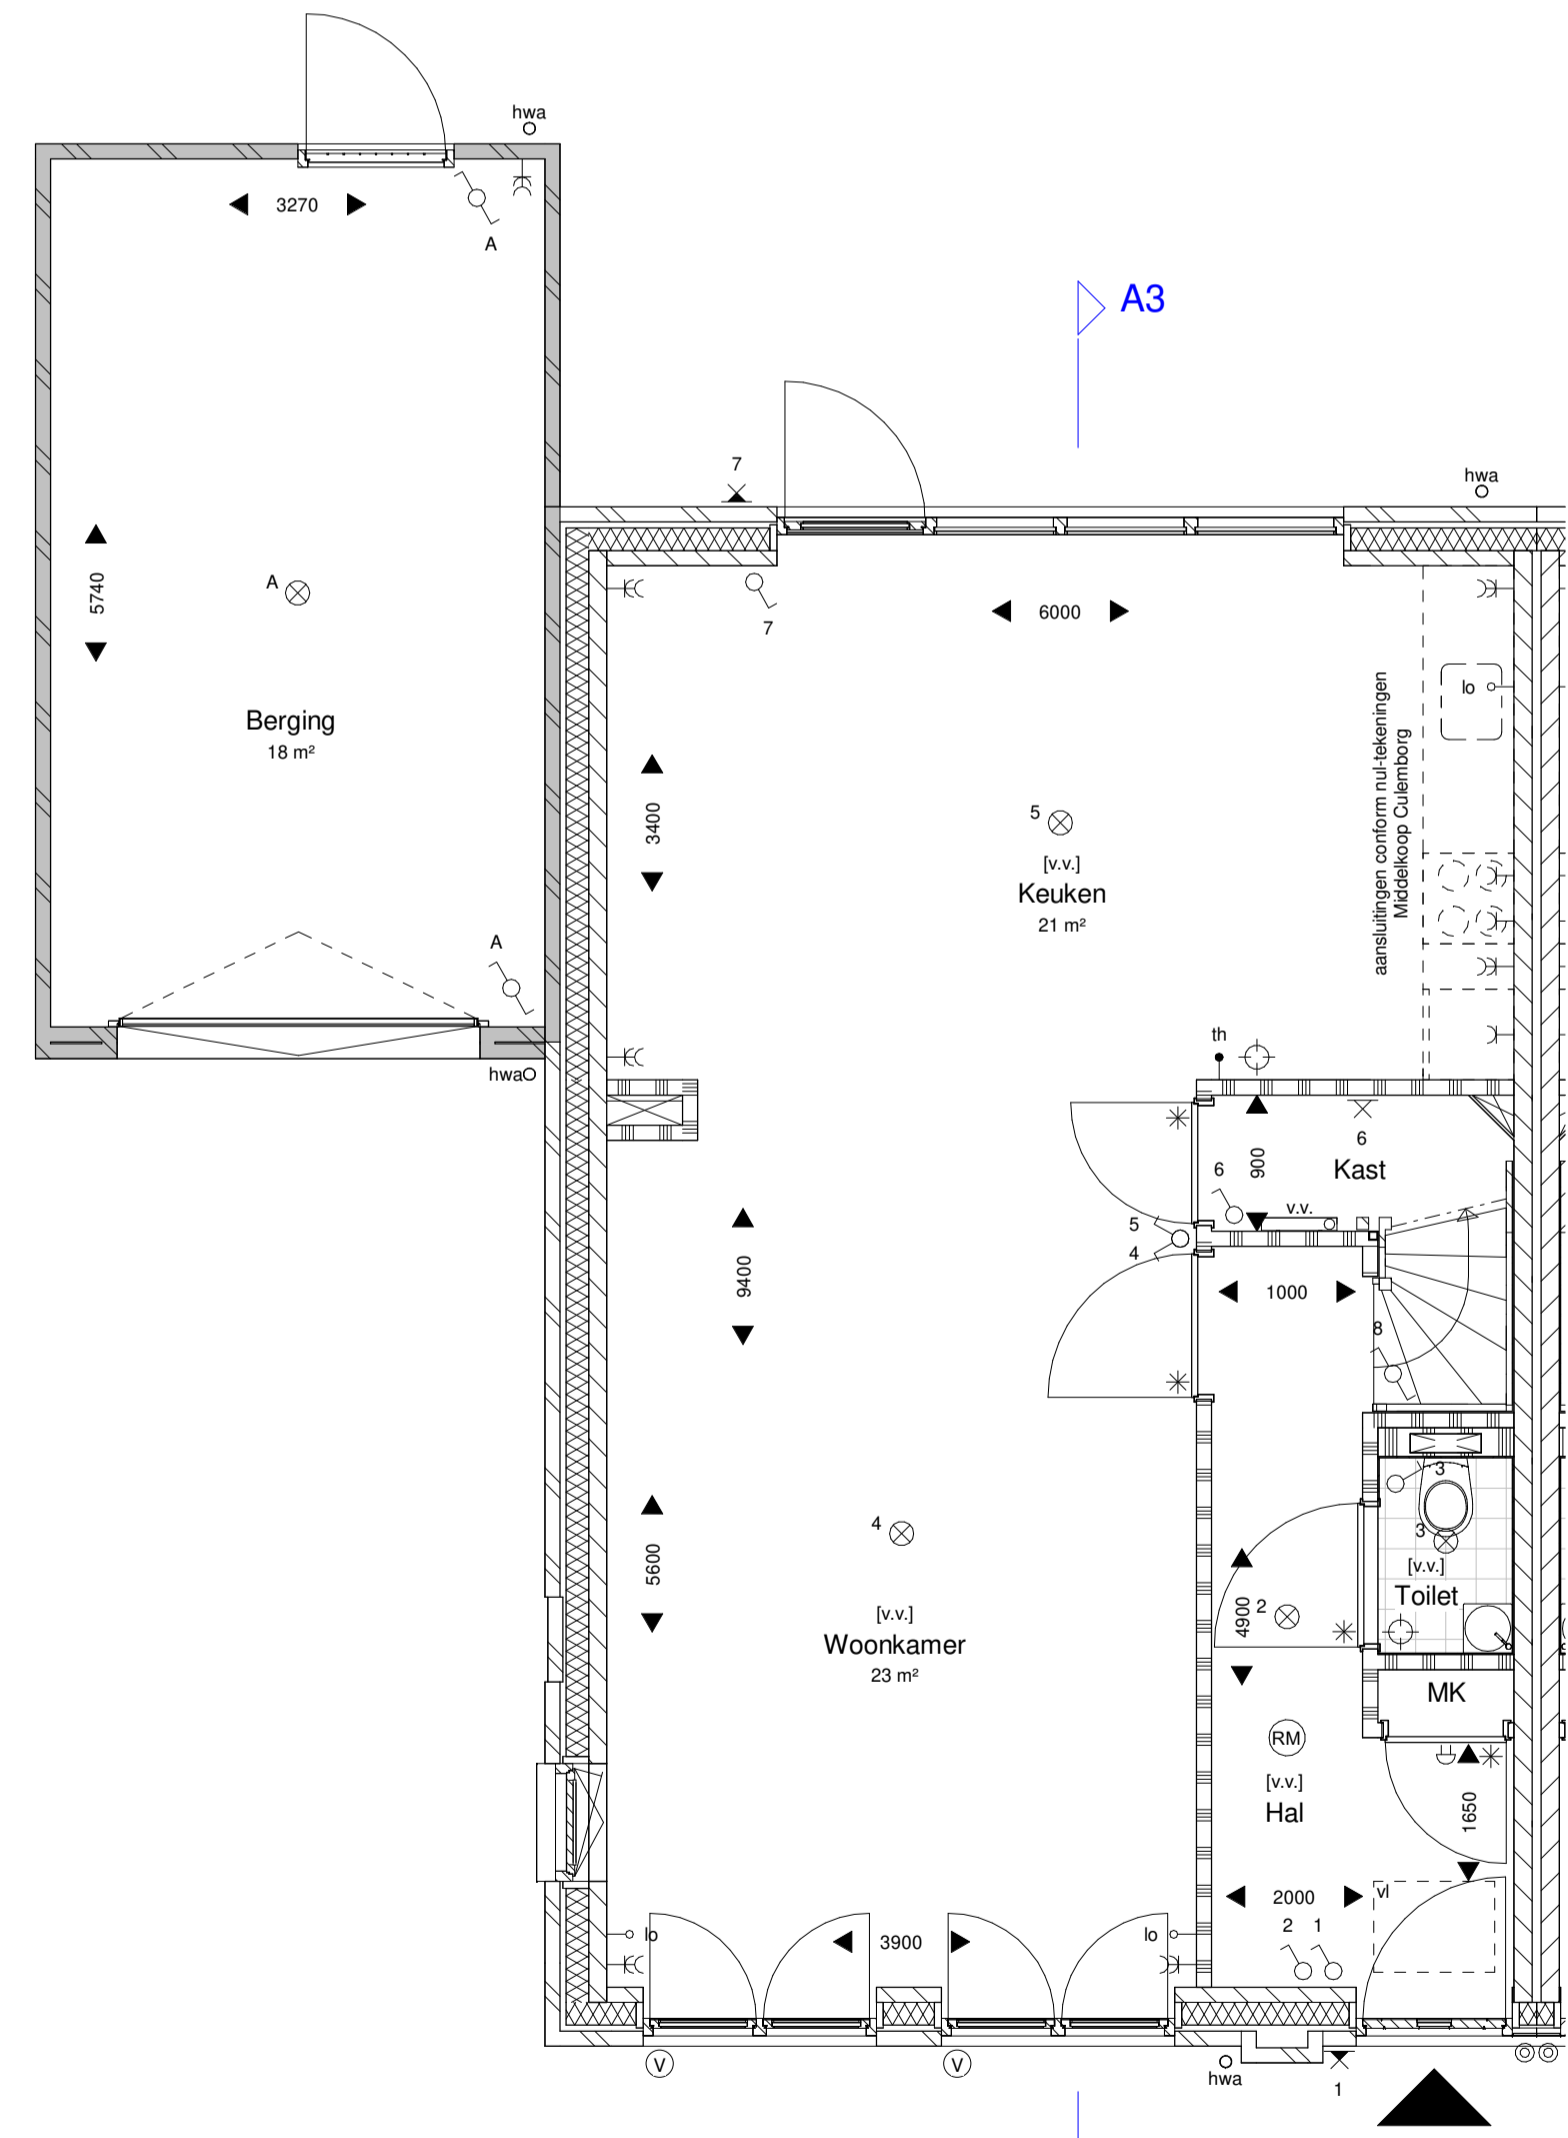 hwa
3270
A
A3
7
hwa
7
6000
5740
A
lo
Berging
18 m²
3400
aansluitingen conform nul-tekeningen
Middelkoop Culemborg
5
[v.v.]
Keuken
21 m²
A
hwa
th
6
900
Kast
6
v.v.
5
4
9400
1000
8
3
4
3
5600
[v.v.]
Toilet
4900
2
[v.v.]
Woonkamer
23 m²
MK
RM
[v.v.]
Hal
1650
2000
vl
2
1
lo
3900
lo
V
V
hwa
1